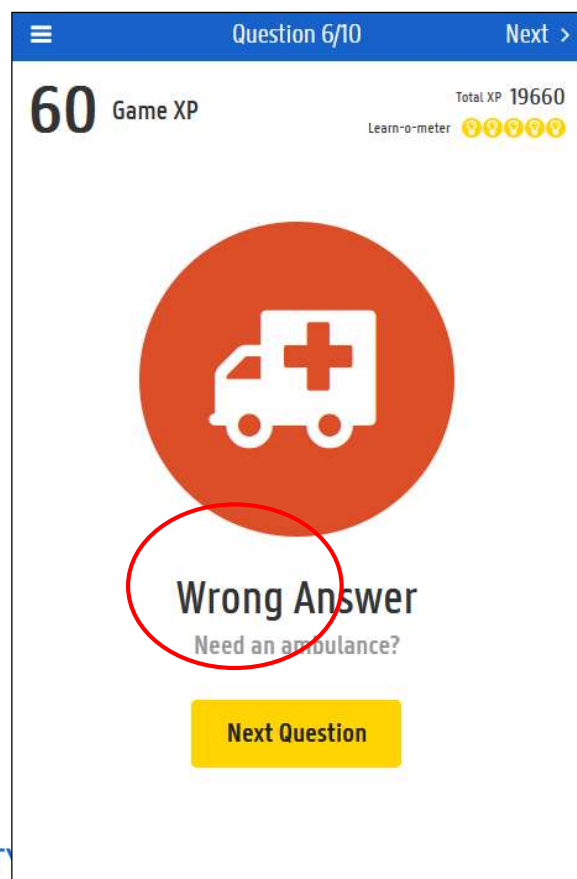 Question 6/10
Next >
60 Game XP
Total XP 19660
Learn-o-meter
Wrong Answer
Need an ambulance?
Next Question